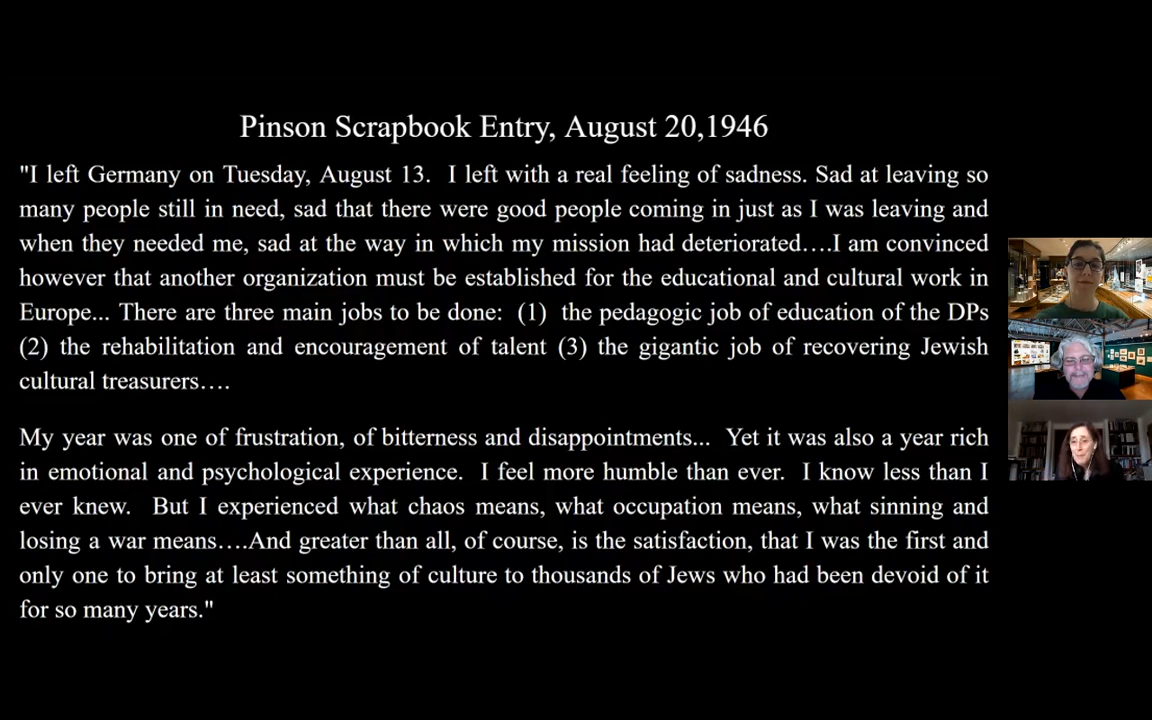 Pinson Scrapbook Entry, August 20,1946
"I left Germany on Tuesday, August 13. I left with a real feeling of sadness. Sad at leaving so
many people still in need, sad that there were good people coming in just as I was leaving and
when they needed me, sad at the way in which my mission had deteriorated….I am convinced
however that another organization must be established for the educational and cultural work in
Europe... There are three main jobs to be done: (1) the pedagogic job of education of the DPs
(2) the rehabilitation and encouragement of talent (3) the gigantic job of recovering Jewish
cultural treasurers….
My year was one of frustration, of bitterness and disappointments... Yet it was also a year rich
in emotional and psychological experience. I feel more humble than ever. I know less than I
ever knew. But I experienced what chaos means, what occupation means, what sinning and
losing a war means….And greater than all, of course, is the satisfaction, that I was the first and
only one to bring at least something of culture to thousands of Jews who had been devoid of it
for so many years."